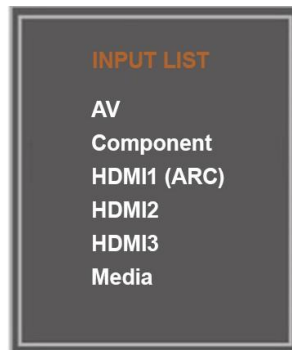 INPUT LIST
AV
Component
HDMI1 (ARC)
HDMI2
HDMI3
Media